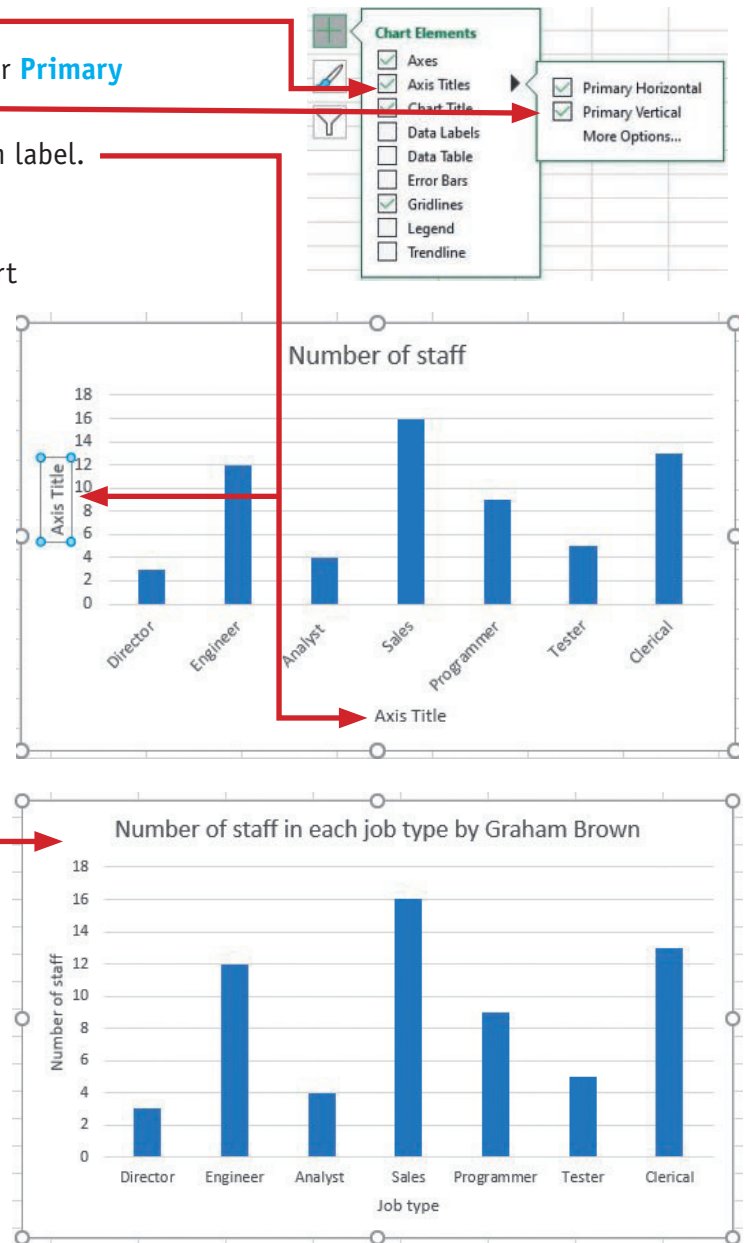 r Primary
n label.
rt
Chart Elements
Axes
Axis Titles
Chart Title
Data Labels
Data Table
Error Bars
Gridlines
Legend
Trendline
Primary Horizontal
Primary Vertical
More Options...
Number of staff
18
16
14
12
10
8
6
4
2
0
Axis Title
Director
Engineer
Analyst
Sales
Programmer
Tester
Clerical
Axis Title
Number of staff in each job type by Graham Brown
18
16
14
12
10
8
6
4
2
0
Number of staff
Director
Engineer
Analyst
Sales
Programmer
Tester
Clerical
Job type